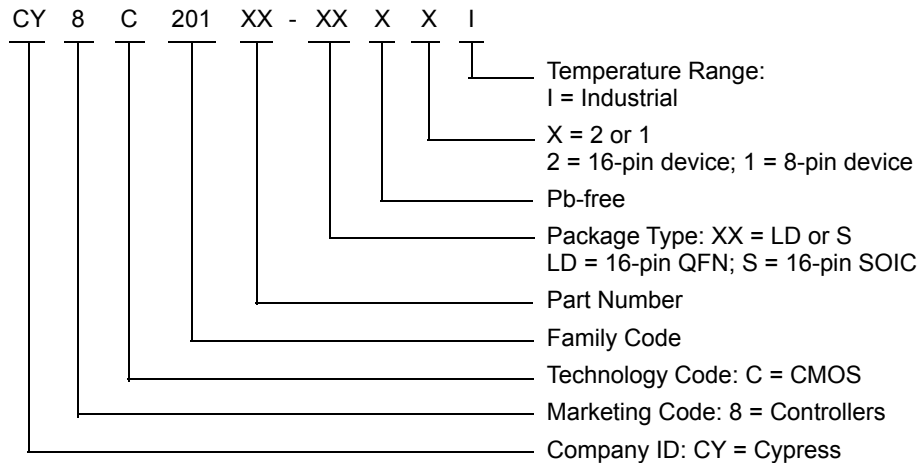 CY 8 C 201 XX - XX X X I
Temperature Range:
I = Industrial
X = 2 or 1
2 = 16-pin device; 1 = 8-pin device
Pb-free
Package Type: XX = LD or S
LD = 16-pin QFN; S = 16-pin SOIC
Part Number
Family Code
Technology Code: C = CMOS
Marketing Code: 8 = Controllers
Company ID: CY = Cypress